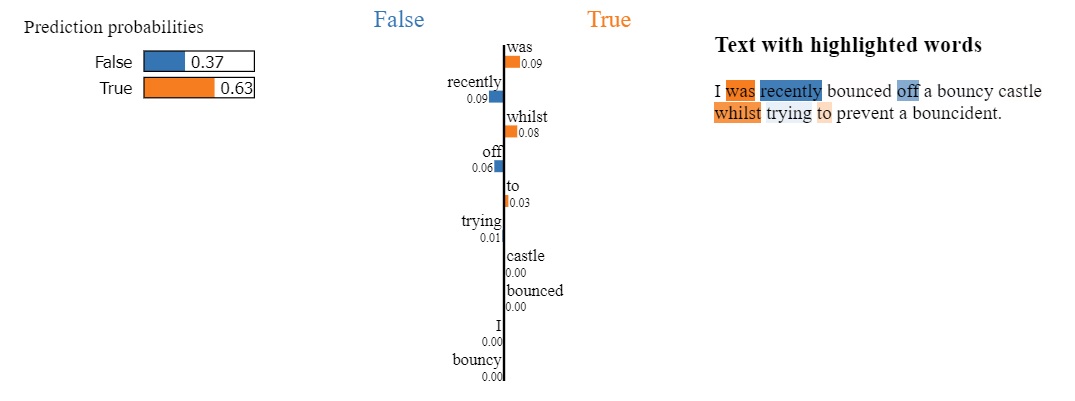 Prediction probabilities
False 0.37
True 0.63
False True
was
0.09
recently
0.09
whilst
0.08
off
0.06
to
0.03
trying
0.01
castle
0.00
bounced
0.00
I
0.00
bouncy
0.00
Text with highlighted words
I was recently bounced off a bouncy castle
whilst trying to prevent a bouncident.